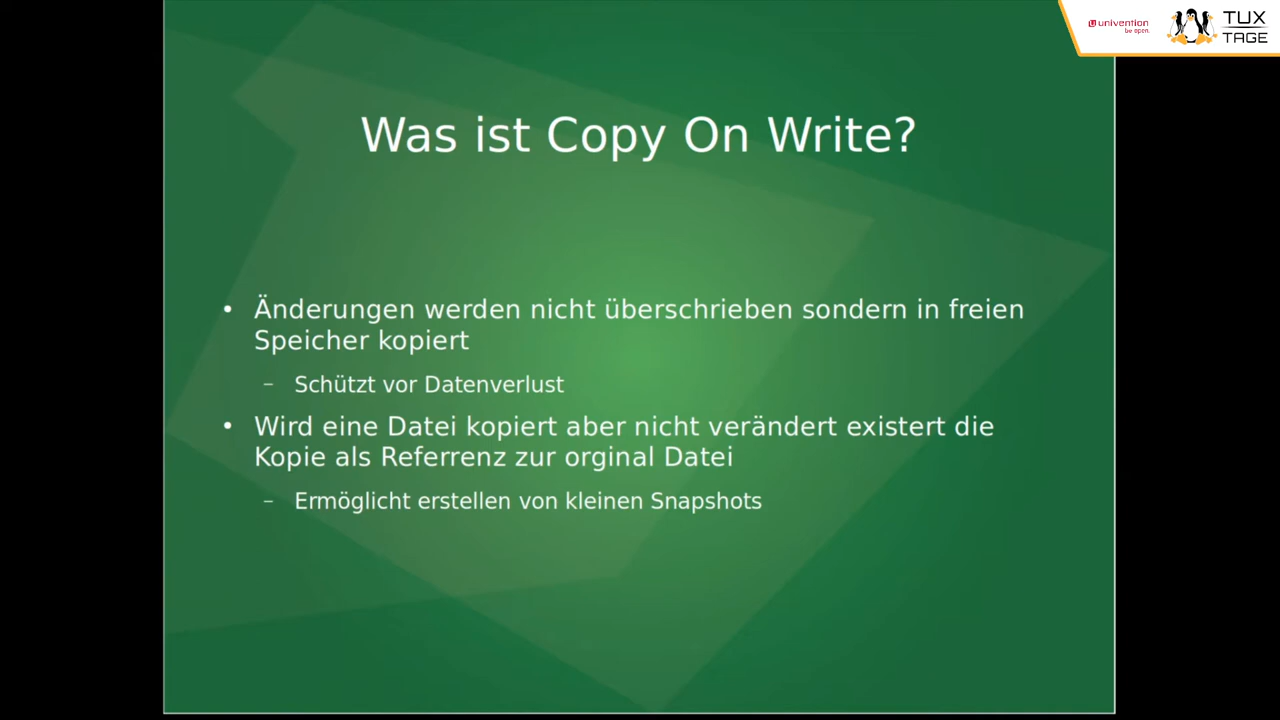 univention
be open.
TUX
TAGE
Was ist Copy On Write?
• Änderungen werden nicht überschrieben sondern in freien
Speicher kopiert
– Schützt vor Datenverlust
• Wird eine Datei kopiert aber nicht verändert existert die
Kopie als Referrenz zur orginal Datei
– Ermöglicht erstellen von kleinen Snapshots